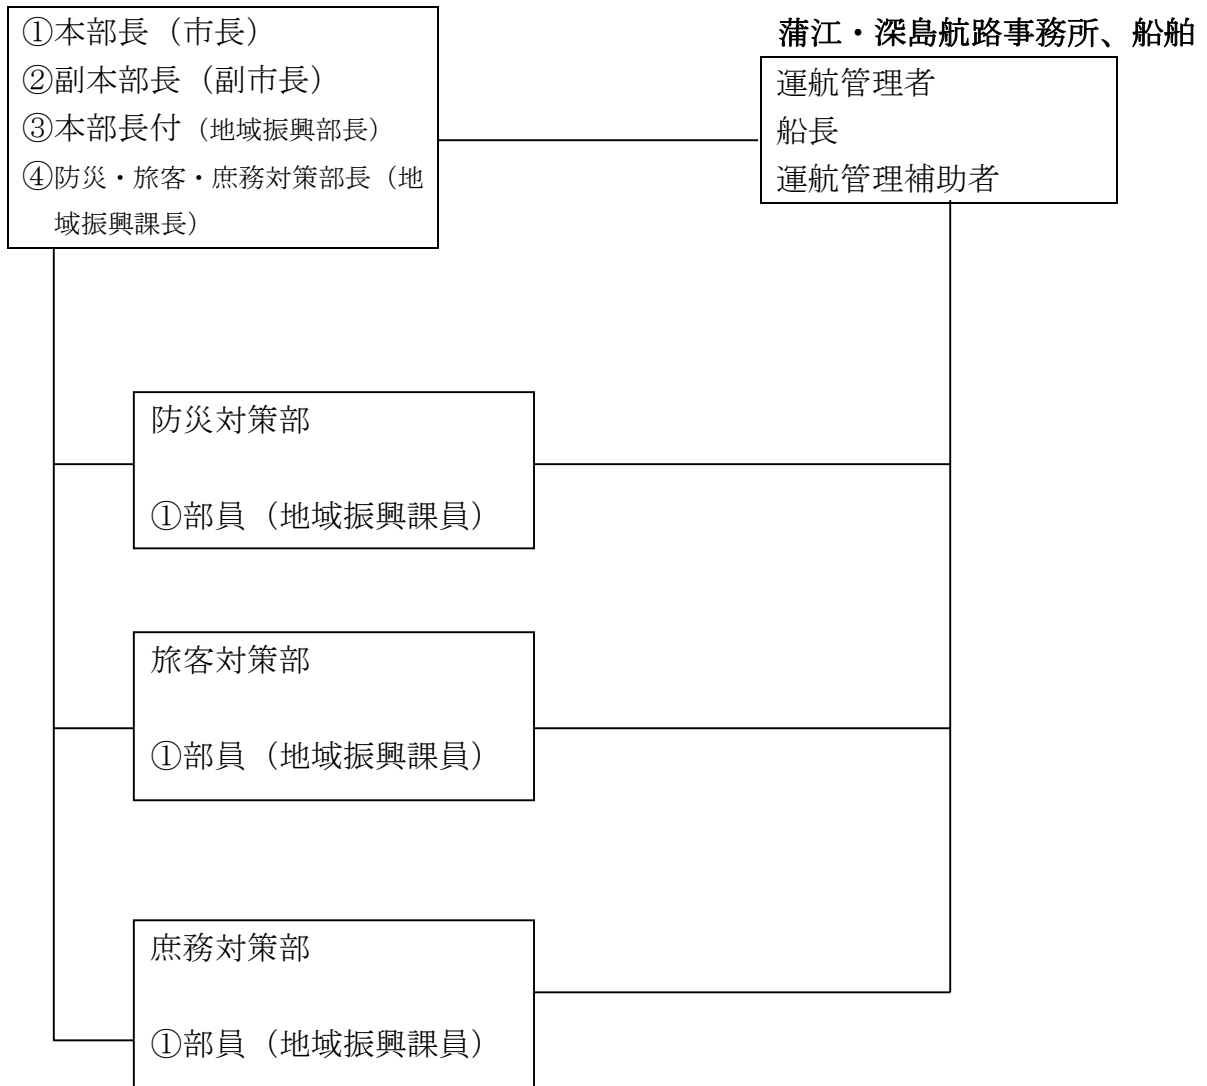 ①本部長（市長）
②副本部長（副市長）
③本部長付（地域振興部長）
④防災・旅客・庶務対策部長（地
域振興課長）
蒲江・深島航路事務所、船舶
運航管理者
船長
運航管理補助者
防災対策部
①部員（地域振興課員）
旅客対策部
①部員（地域振興課員）
庶務対策部
①部員（地域振興課員）